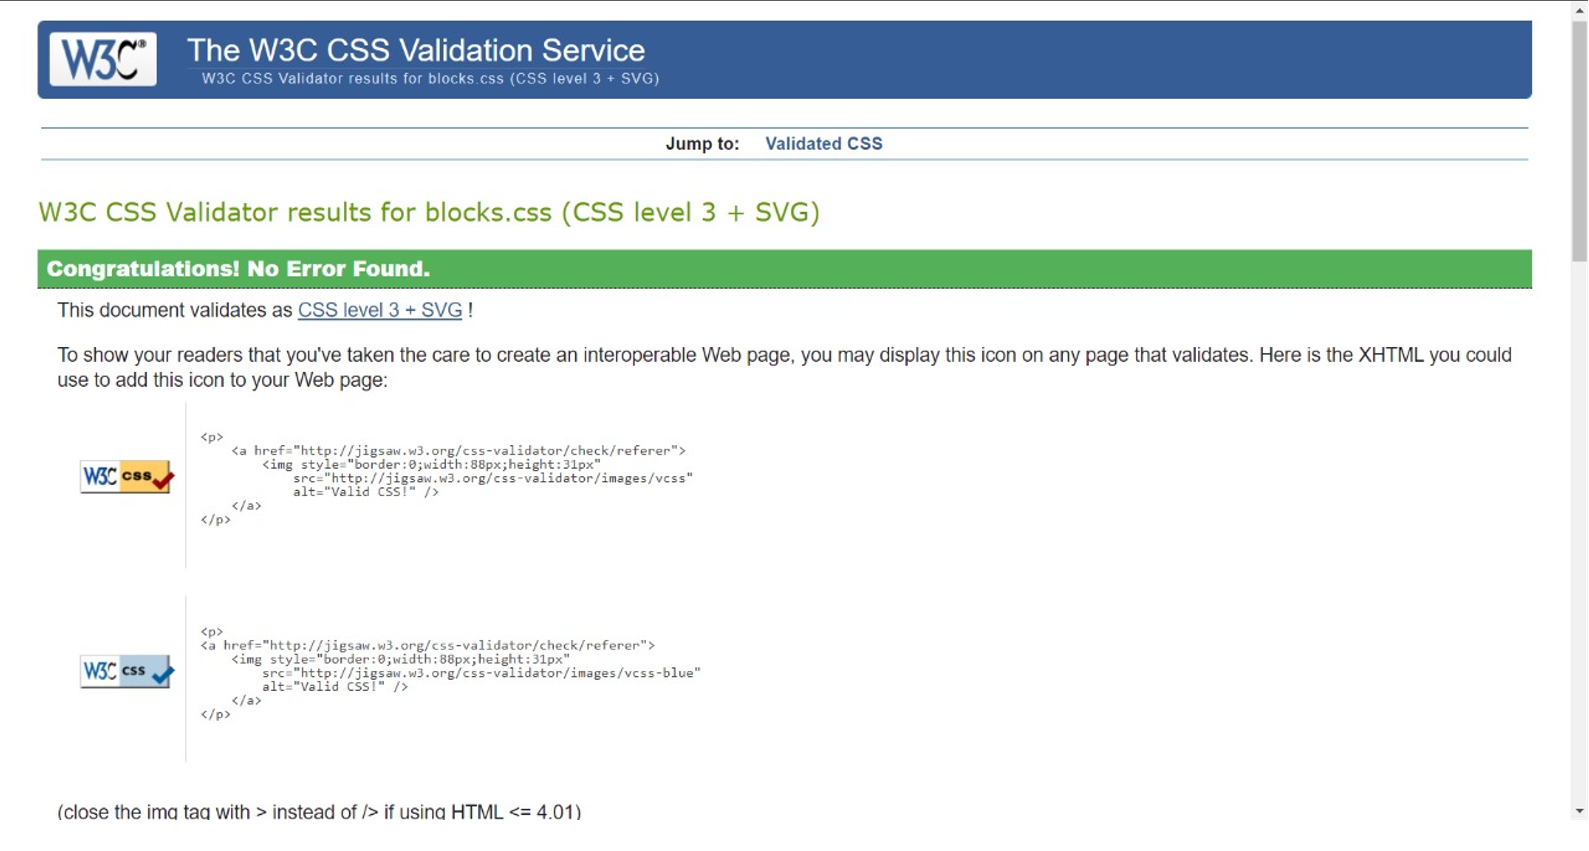 W3C®
The W3C CSS Validation Service
W3C CSS Validator results for blocks.css (CSS level 3 + SVG)
Jump to: Validated CSS
W3C CSS Validator results for blocks.css (CSS level 3 + SVG)
Congratulations! No Error Found.
This document validates as CSS level 3 + SVG !
To show your readers that you've taken the care to create an interoperable Web page, you may display this icon on any page that validates. Here is the XHTML you could
use to add this icon to your Web page:
W3C css
<p>
<a href="http://jigsaw.w3.org/css-validator/check/referer">
<img style="border:0;width:88px;height:31px"
src="http://jigsaw.w3.org/css-validator/images/vcss"
alt="Valid CSS!" />
</a>
</p>
W3C css
<p>
<a href="http://jigsaw.w3.org/css-validator/check/referer">
<img style="border:0;width:88px;height:31px"
src="http://jigsaw.w3.org/css-validator/images/vcss-blue"
alt="Valid CSS!" />
</a>
</p>
(close the img tag with > instead of /> if using HTML <= 4.01)